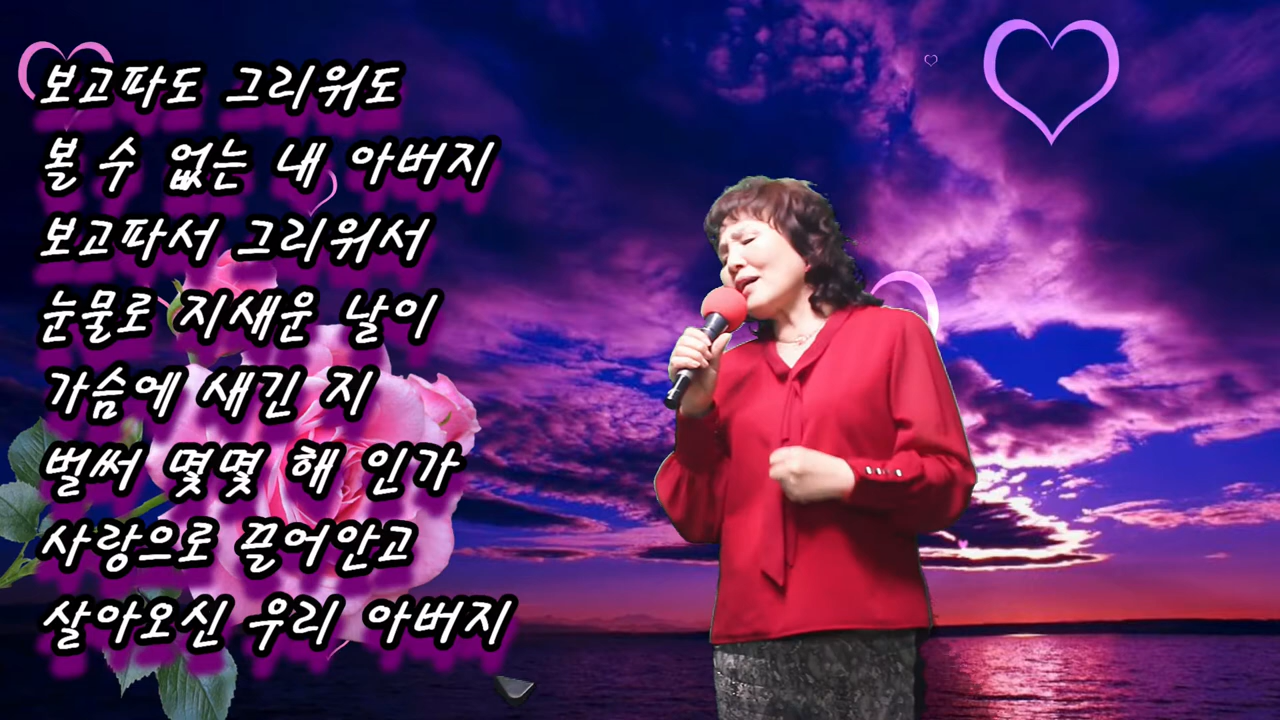 보고파도 그리워도
볼 수 없는 내 아버지
보고파서 그리워서
눈물로 지새운 날이
가슴에 새긴 지
벌써 몇몇 해 인가
사랑으로 끌어안고
살아오신 우리 아버지